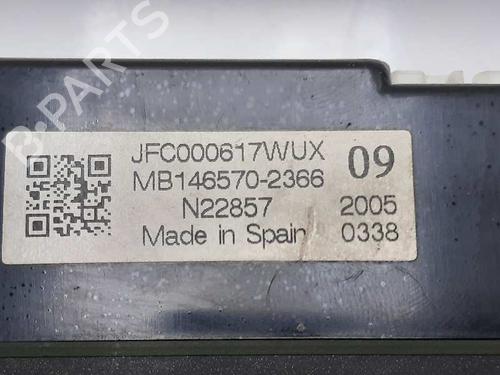 B-PARTS
JFC000617WUX 09
MB146570-2366
N22857 2005
Made in Spain 0338